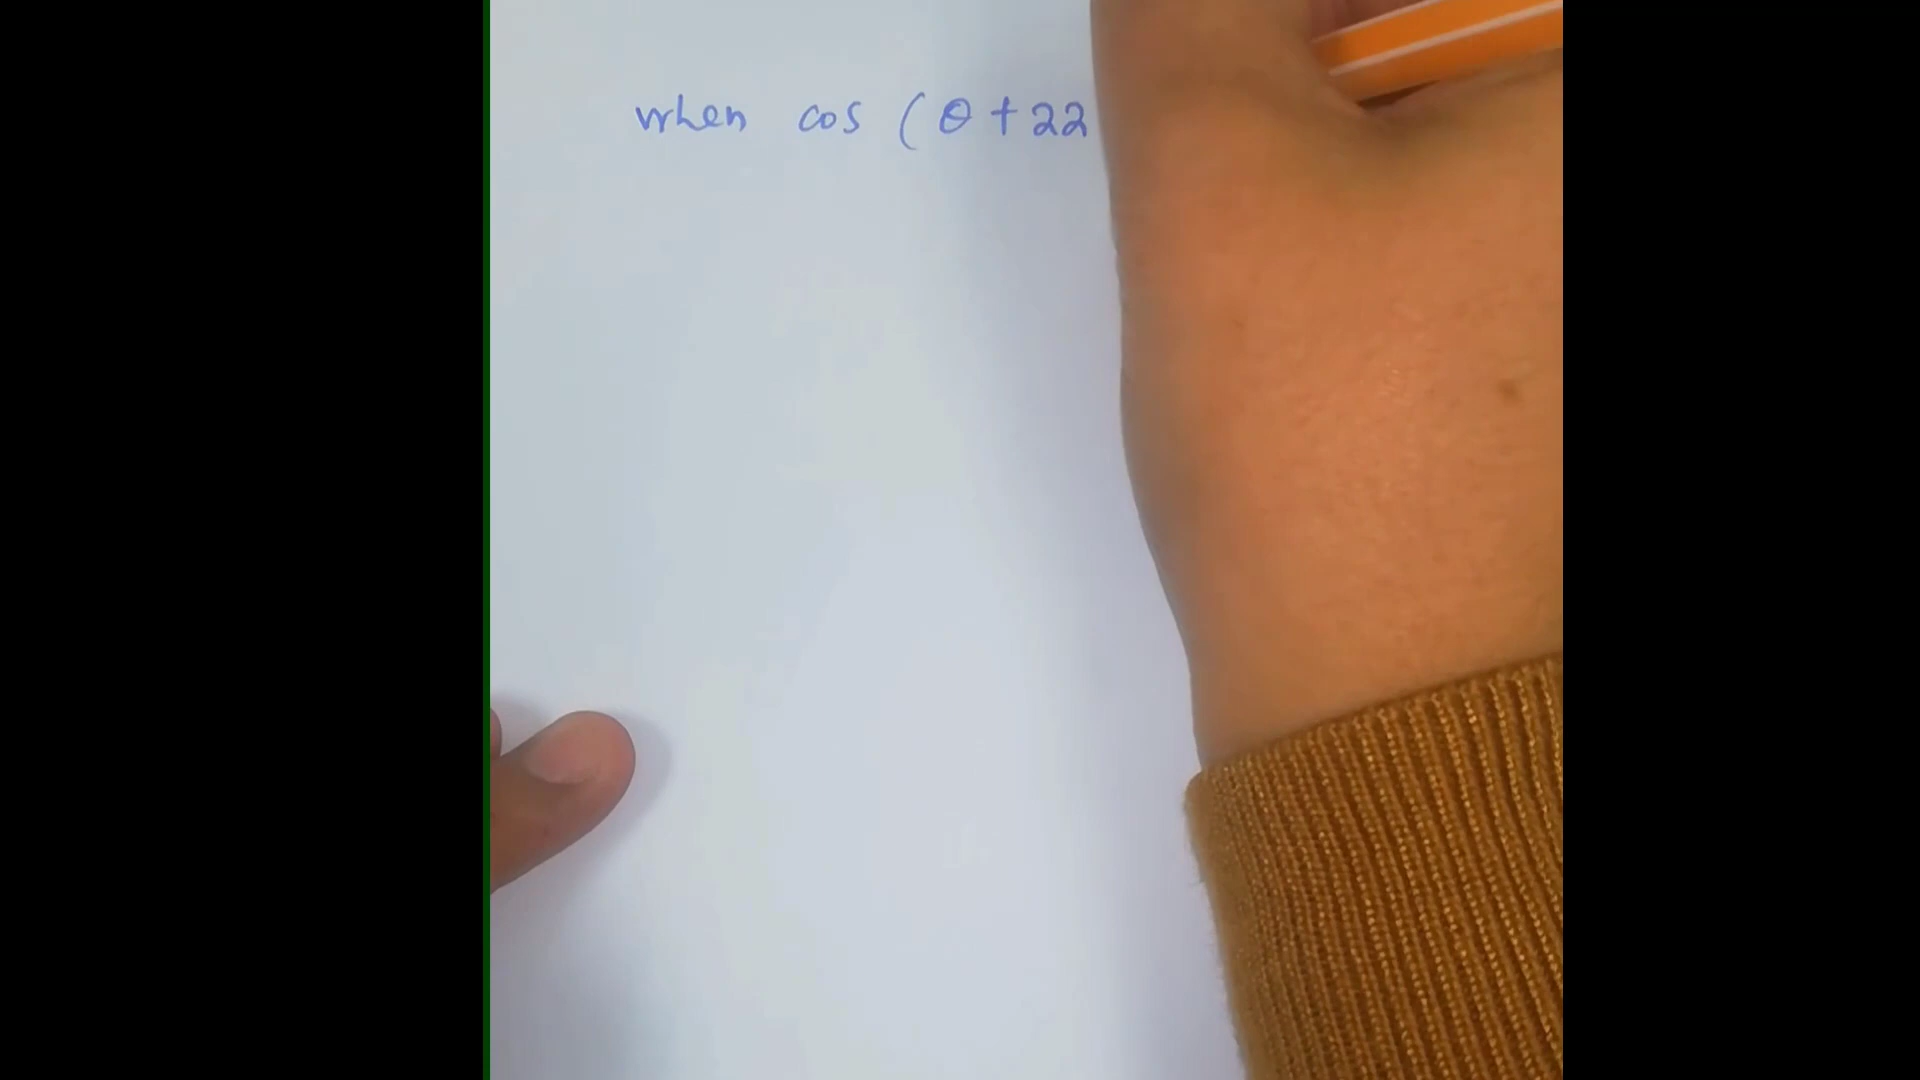 when cos (θ + 22